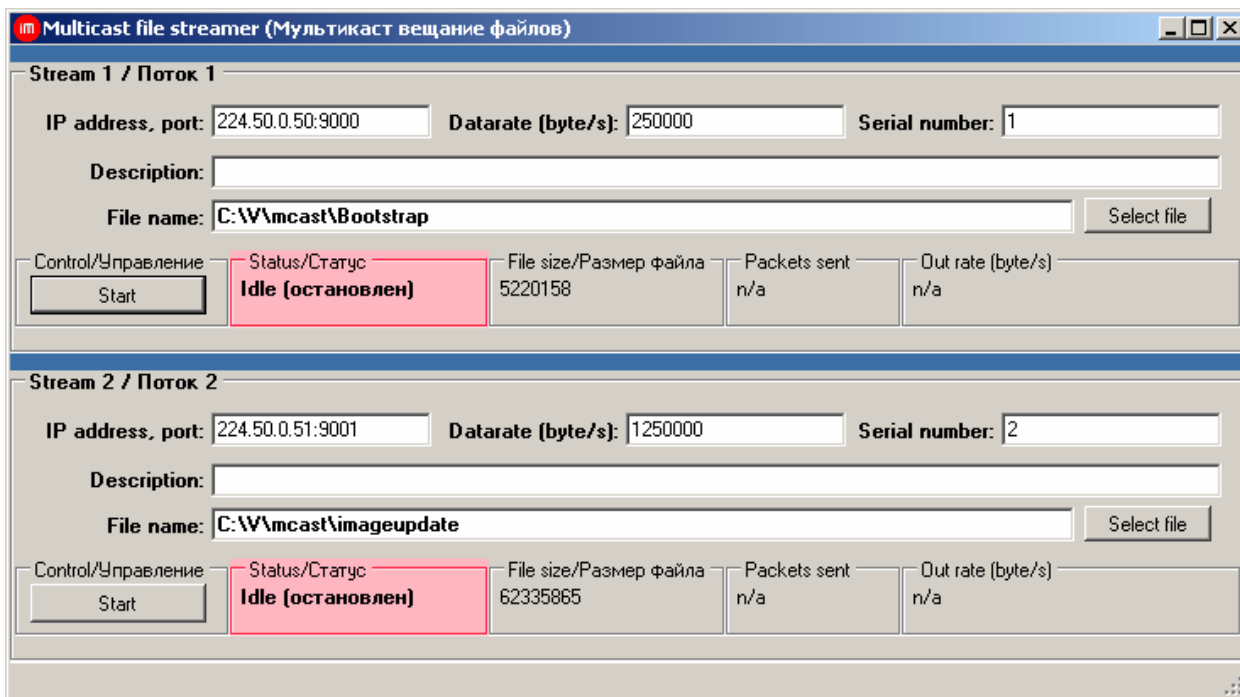 im Multicast file streamer (Мультикаст вещание файлов)
Stream 1 / Поток 1
IP address, port: 224.50.0.50:9000 Datarate (byte/s): 250000 Serial number: 1
Description:
File name: C:\V\mcast\Bootstrap Select file
Control/Управление Status/Статус File size/Размер файла Packets sent Out rate (byte/s)
Start Idle (остановлен) 5220158 n/a n/a
Stream 2 / Поток 2
IP address, port: 224.50.0.51:9001 Datarate (byte/s): 1250000 Serial number: 2
Description:
File name: C:\V\mcast\imageupdate Select file
Control/Управление Status/Статус File size/Размер файла Packets sent Out rate (byte/s)
Start Idle (остановлен) 62335865 n/a n/a